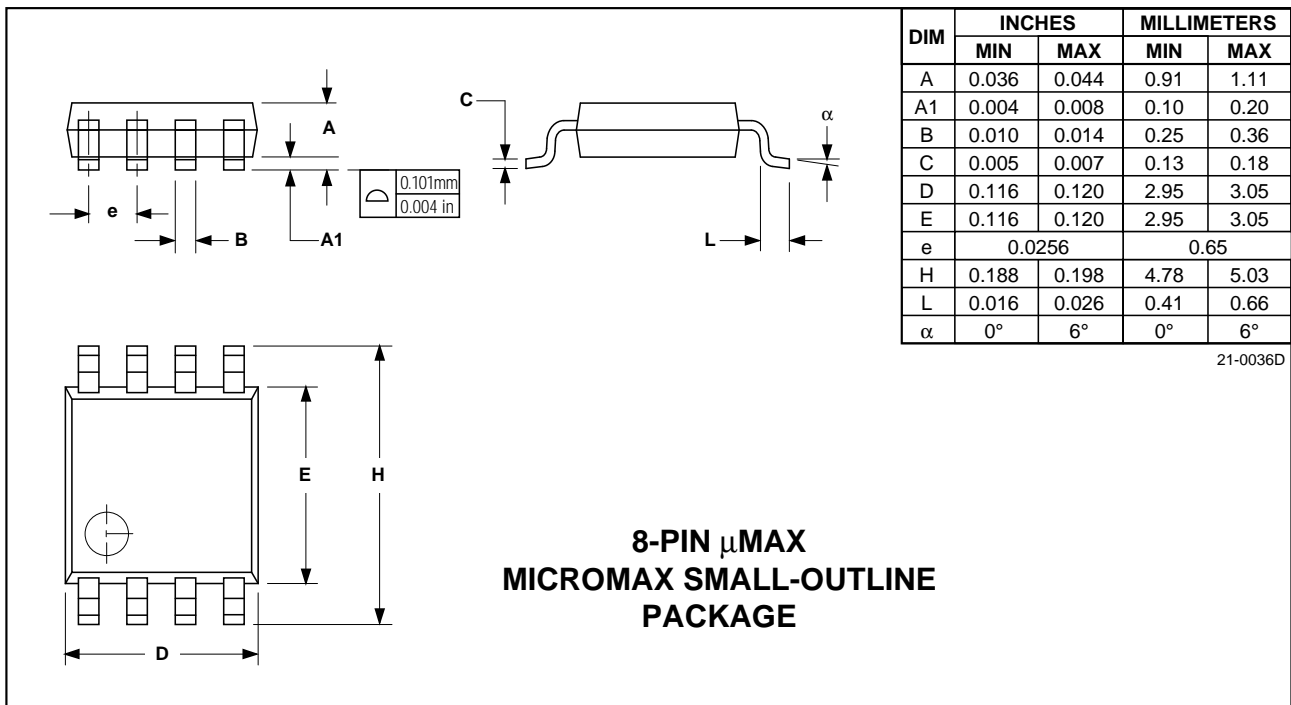 DIM INCHES MILLIMETERS
MIN MAX MIN MAX
A 0.036 0.044 0.91 1.11
A1 0.004 0.008 0.10 0.20
B 0.010 0.014 0.25 0.36
C 0.005 0.007 0.13 0.18
D 0.116 0.120 2.95 3.05
E 0.116 0.120 2.95 3.05
e 0.0256 0.65
H 0.188 0.198 4.78 5.03
L 0.016 0.026 0.41 0.66
α 0° 6° 0° 6°
21-0036D
A
C
α
0.101mm
0.004 in
e
B
A1
L
E
H
D
8-PIN μMAX
MICROMAX SMALL-OUTLINE
PACKAGE